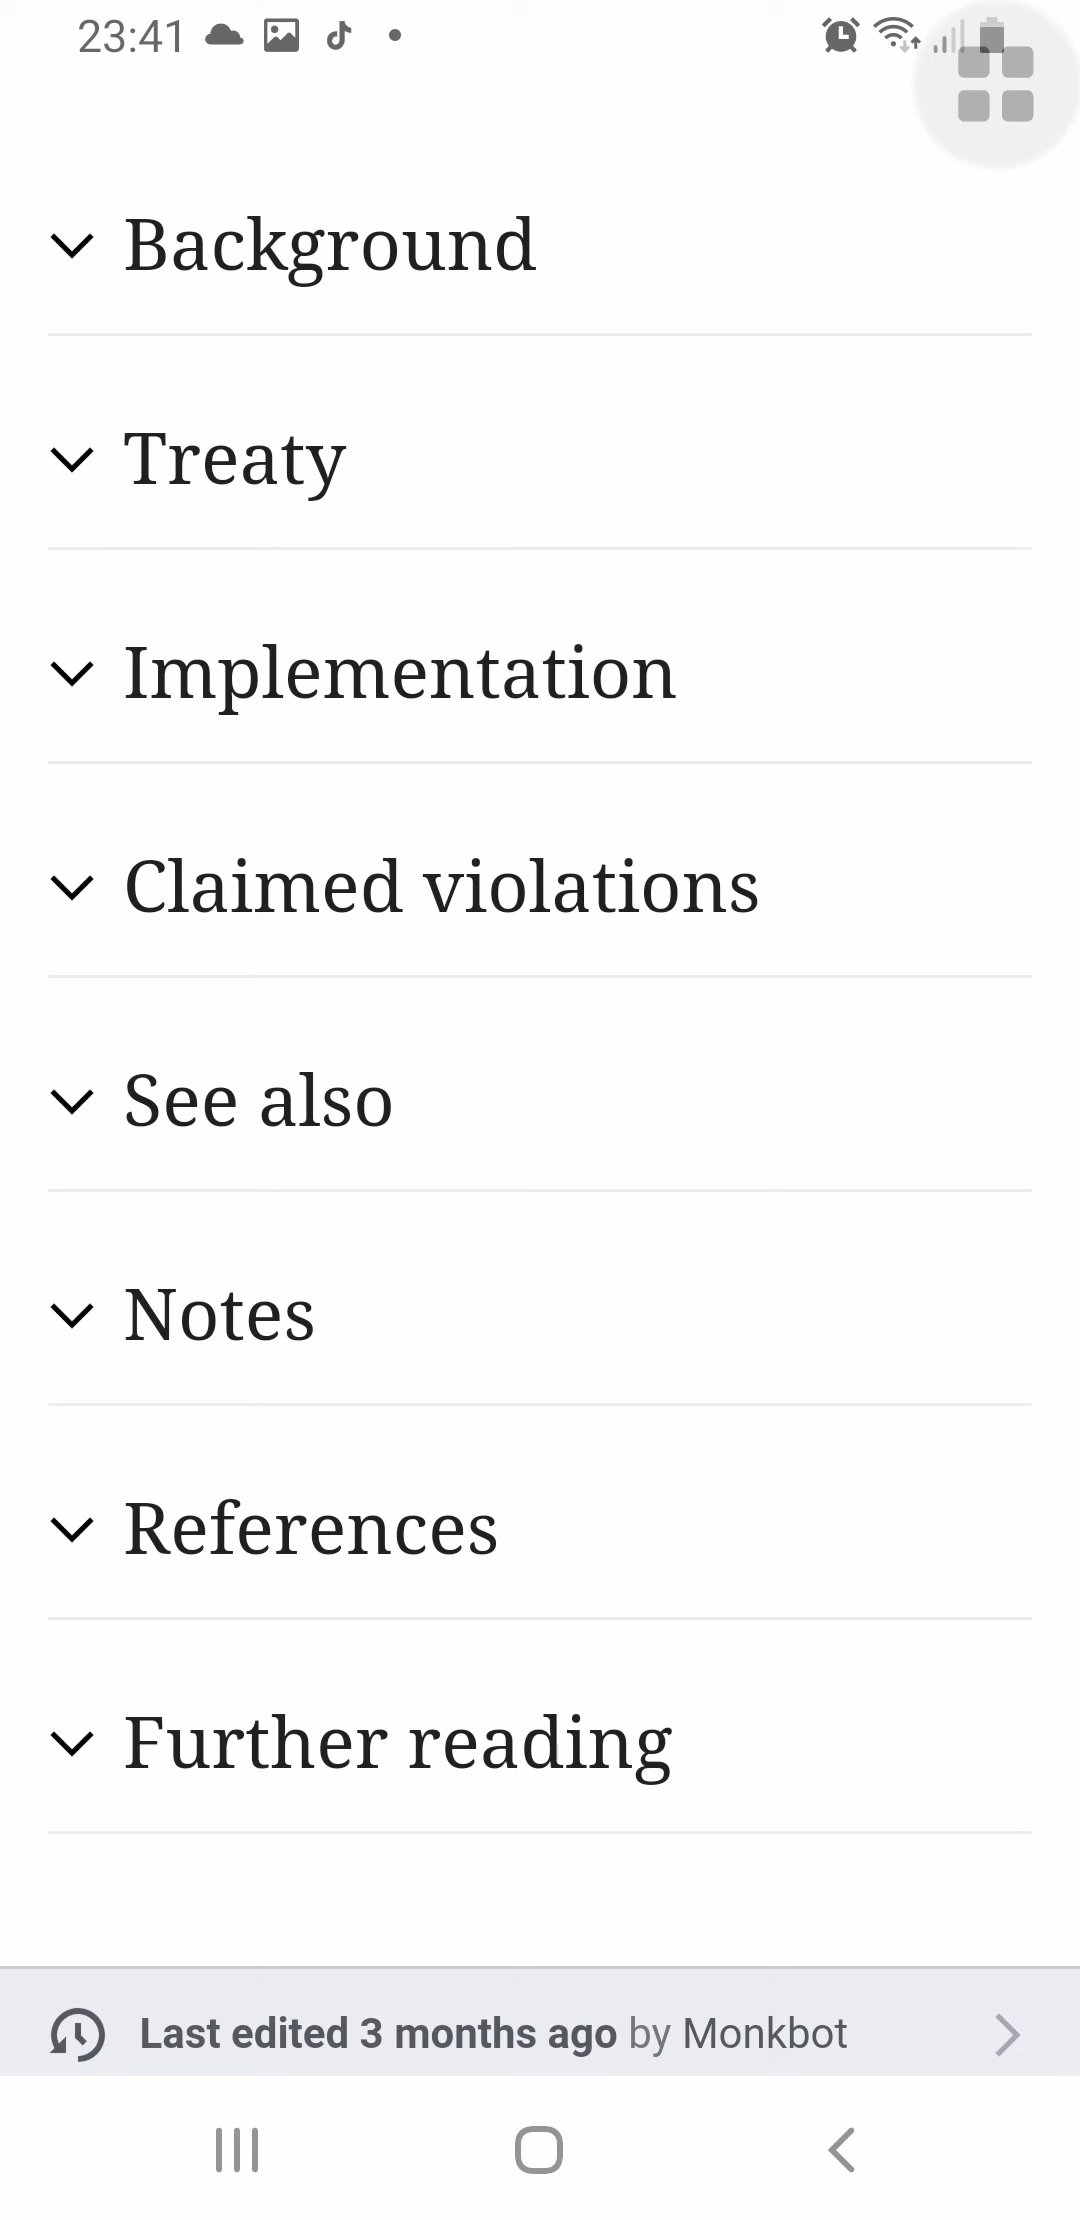 23:41
Background
Treaty
Implementation
Claimed violations
See also
Notes
References
Further reading
Last edited 3 months ago by Monkbot